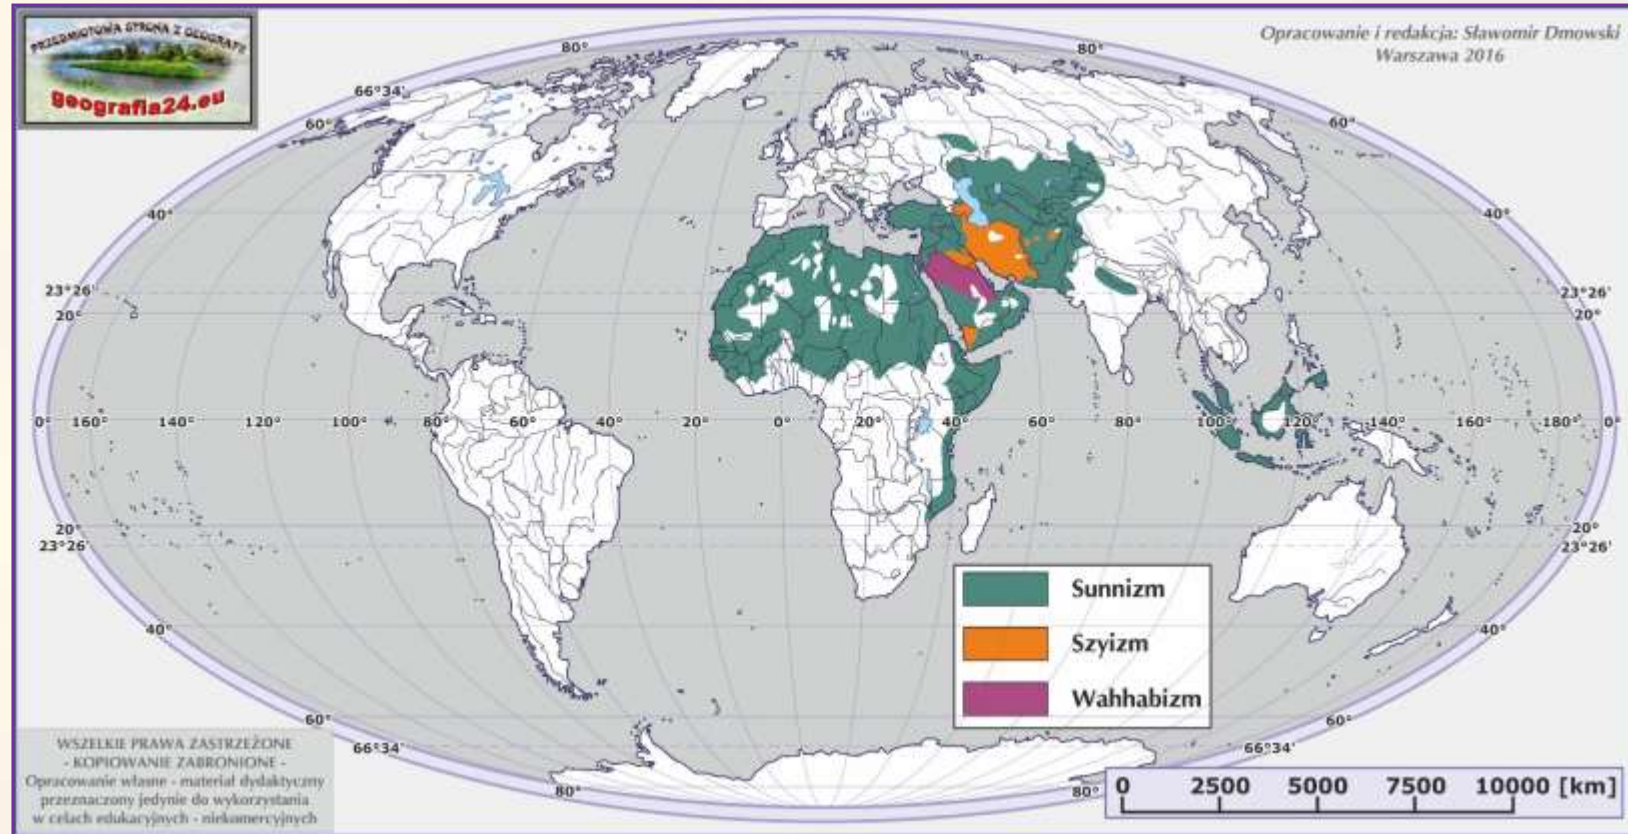 PRZEDMIOTOWA STRONA Z GEOGRAFII
geografia24.eu
Opracowanie i redakcja: Sławomir Dmowski
Warszawa 2016
80° 80°
66°34'
60° 60°
40° 40°
23°26' 23°26'
20° 20°
0° 160° 140° 120° 100° 80° 60° 40° 20° 0° 20° 40° 60° 80° 100° 120° 140° 160° 180° 0°
20° 20°
23°26' 23°26'
40° 40°
60° 60°
66°34' 66°34'
80° 80°
Sunnizm
Szyizm
Wahhabizm
WSZELKIE PRAWA ZASTRZEŻONE
- KOPIOWANIE ZABRONIONE -
Opracowanie własne - materiał dydaktyczny
przeznaczony jedynie do wykorzystania
w celach edukacyjnych - niekomercyjnych
0 2500 5000 7500 10000 [km]